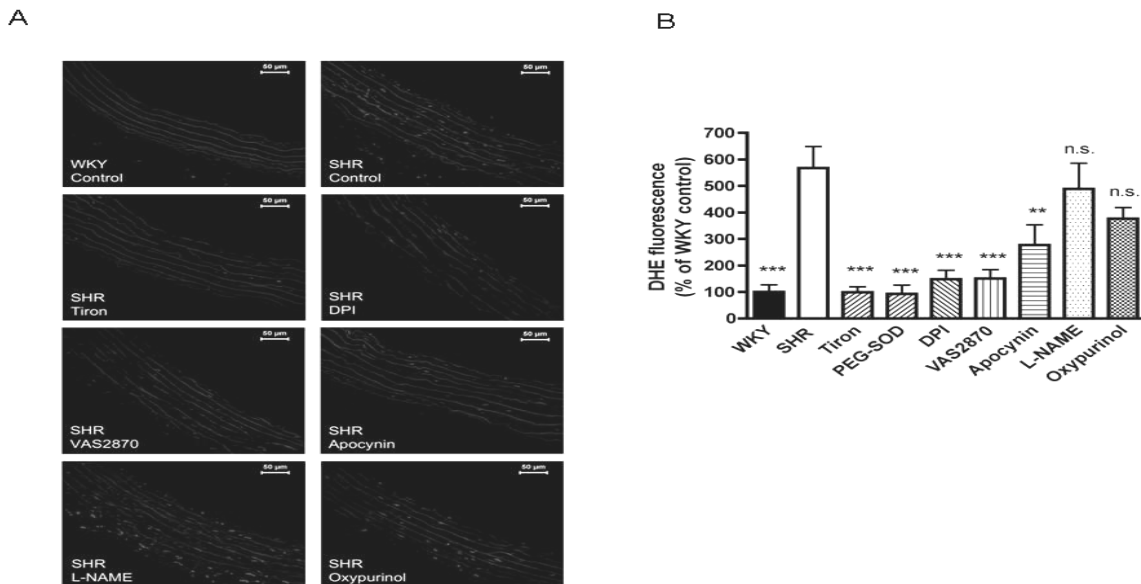 A
B
50 µm
50 µm
WKY
Control
SHR
Control
50 µm
50 µm
SHR
Tiron
SHR
DPI
50 µm
50 µm
SHR
VAS2870
SHR
Apocynin
50 µm
50 µm
SHR
L-NAME
SHR
Oxypurinol
DHE fluorescence
(% of WKY control)
700
600
500
400
300
200
100
0
***
***
***
***
***
**
n.s.
n.s.
WKY
SHR
Tiron
PEG-SOD
DPI
VAS2870
Apocynin
L-NAME
Oxypurinol